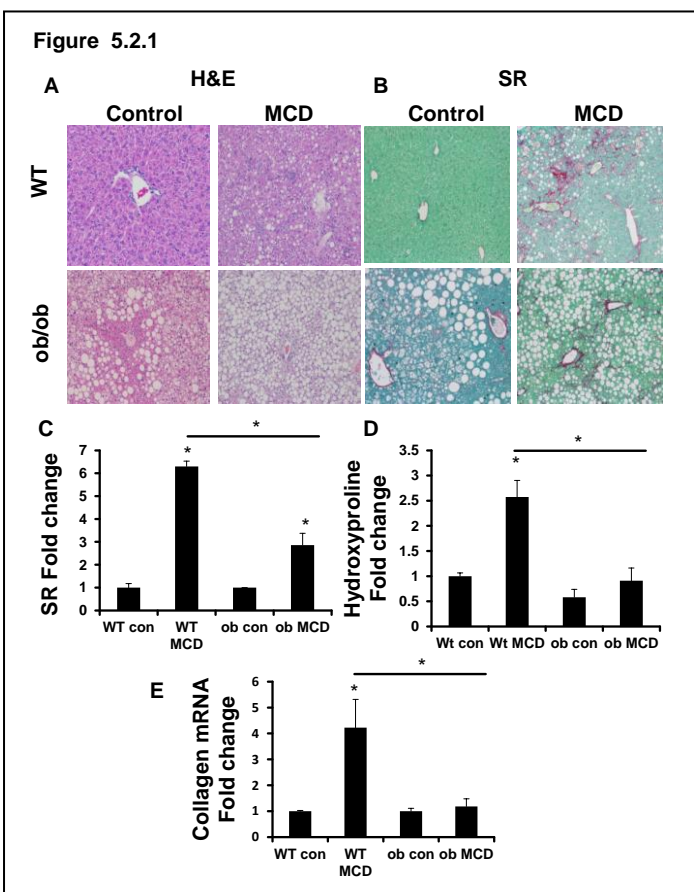 Figure 5.2.1
A H&E B SR
Control MCD Control MCD
WT
ob/ob
C
SR Fold change
7
6
5
4
3
2
1
0
*
*
*
WT con WT MCD ob con ob MCD
D
Hydroxyproline
Fold change
3.5
3
2.5
2
1.5
1
0.5
0
*
*
Wt con Wt MCD ob con ob MCD
E
Collagen mRNA
Fold change
6
5
4
3
2
1
0
*
*
WT con WT MCD ob con ob MCD